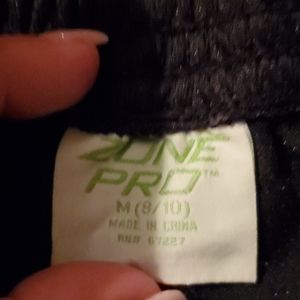 ZONE
PRO™
M (8/10)
MADE IN CHINA
RN# 67227